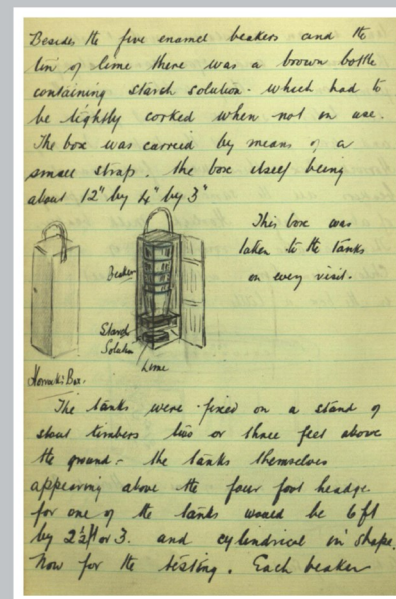 Besides the five enamel beakers and the
tin of lime there was a brown bottle
containing starch solution - which had to
be tightly corked when not in use.
The box was carried by means of a
small strap. the box itself being
about 12" by 4" by 3"
This box was
taken to the tanks
on every visit.
Beaker
Starch
Solution
Lime
Horrocks Box.
The tanks were fixed on a stand of
stout timbers two or three feet above
the ground - the tanks themselves
appearing above the four foot headge.
for one of the tanks would be 6 ft
by 2½ft or 3. and cylindrical in shape.
Now for the testing. Each beaker